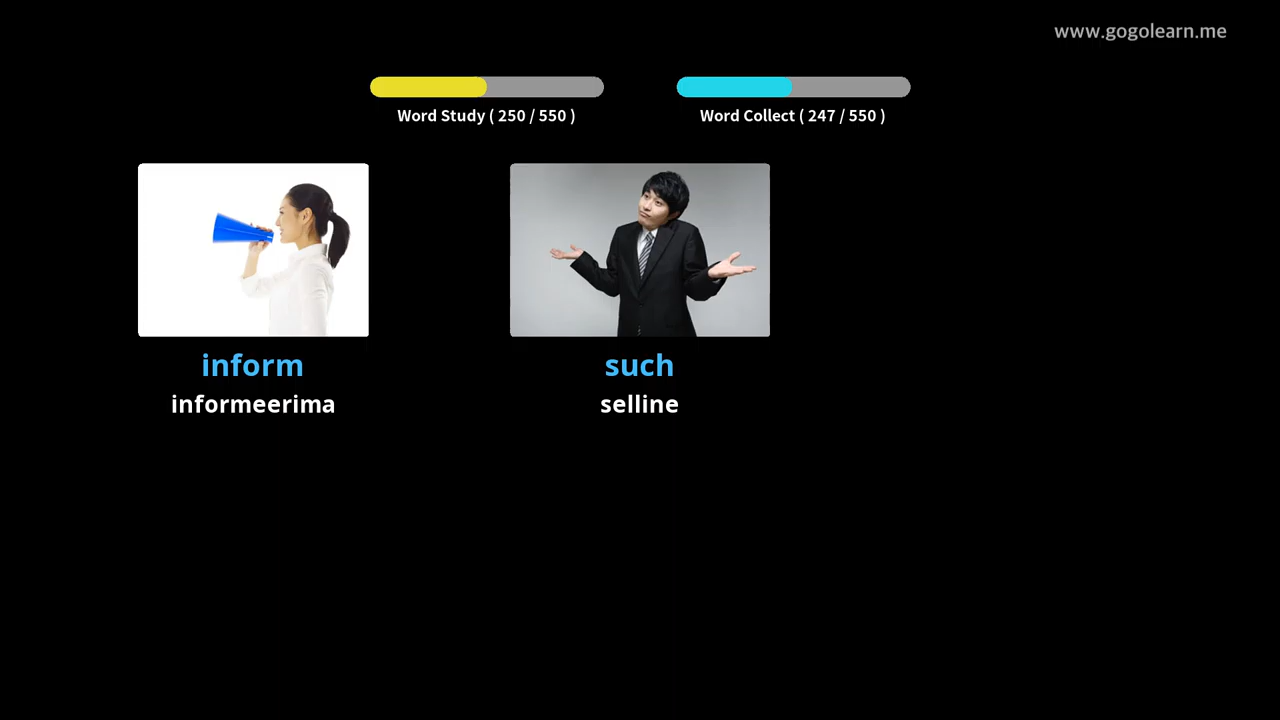 www.gogolearn.me
Word Study ( 250 / 550 )
Word Collect ( 247 / 550 )
inform
informeerima
such
selline